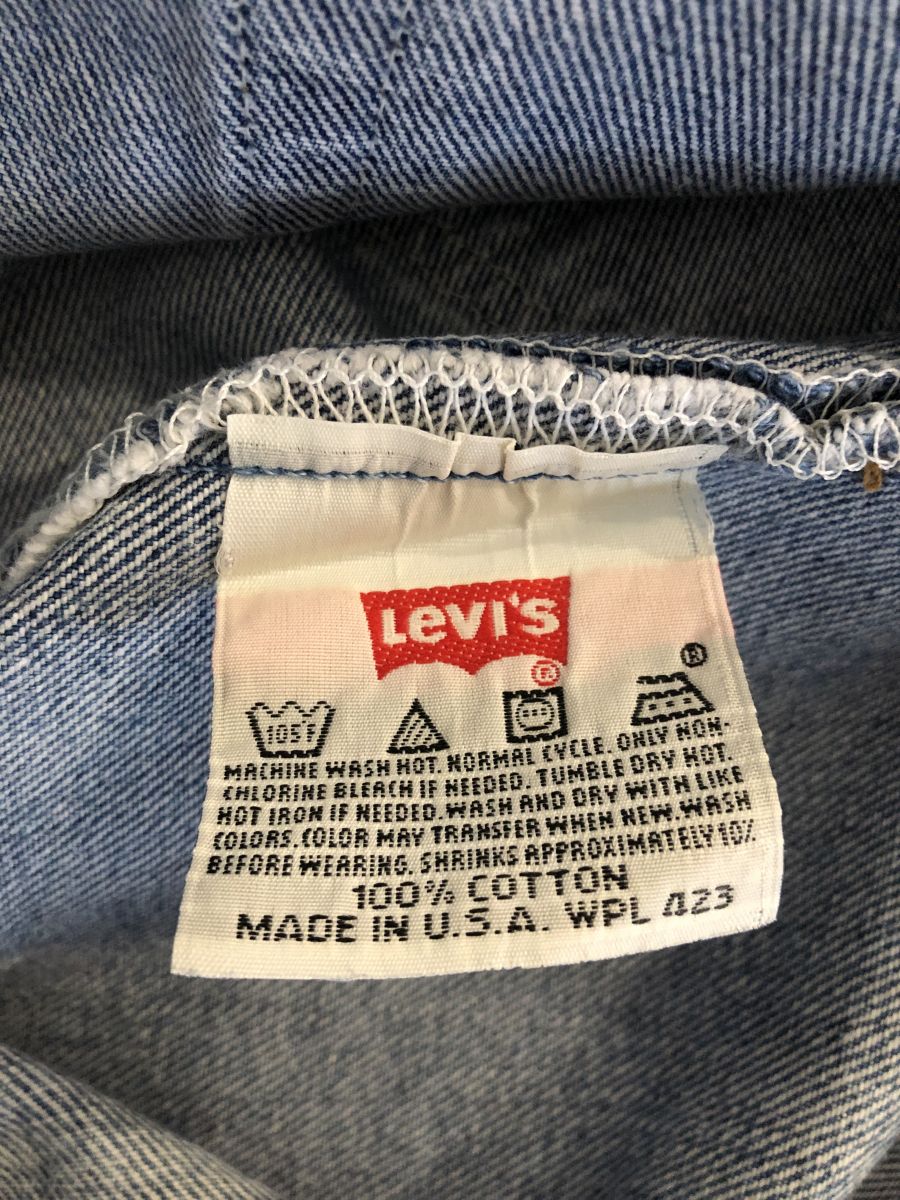 Levi's
®
®
105F
MACHINE WASH HOT. NORMAL CYCLE. ONLY NON-
CHLORINE BLEACH IF NEEDED. TUMBLE DRY HOT.
HOT IRON IF NEEDED. WASH AND DRY WITH LIKE
COLORS. COLOR MAY TRANSFER WHEN NEW. WASH
BEFORE WEARING. SHRINKS APPROXIMATELY 10%
100% COTTON
MADE IN U.S.A. WPL 423